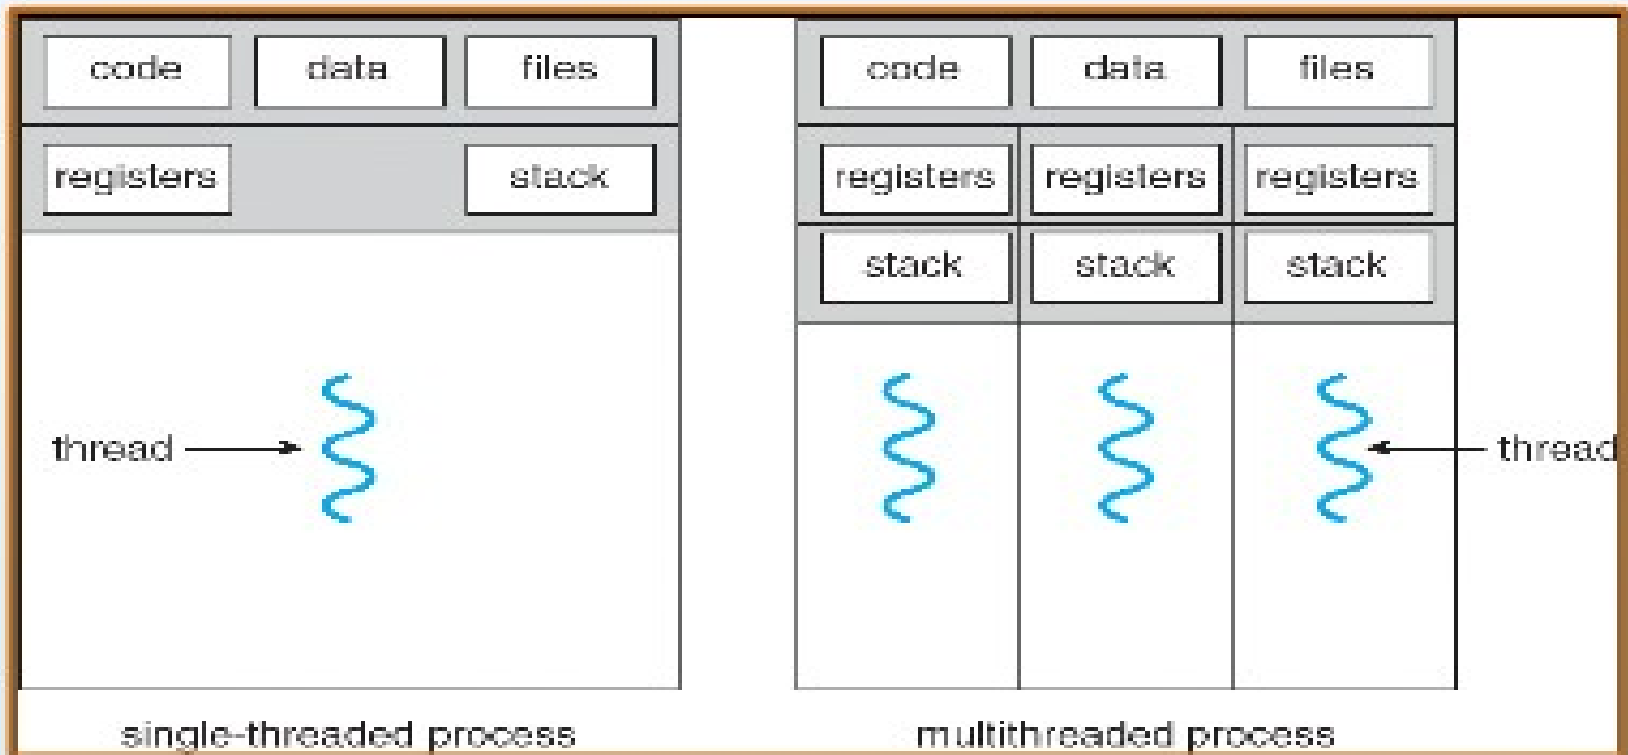 code data files code data files
registers stack registers registers registers
stack stack stack
thread thread
single-threaded process multithreaded process